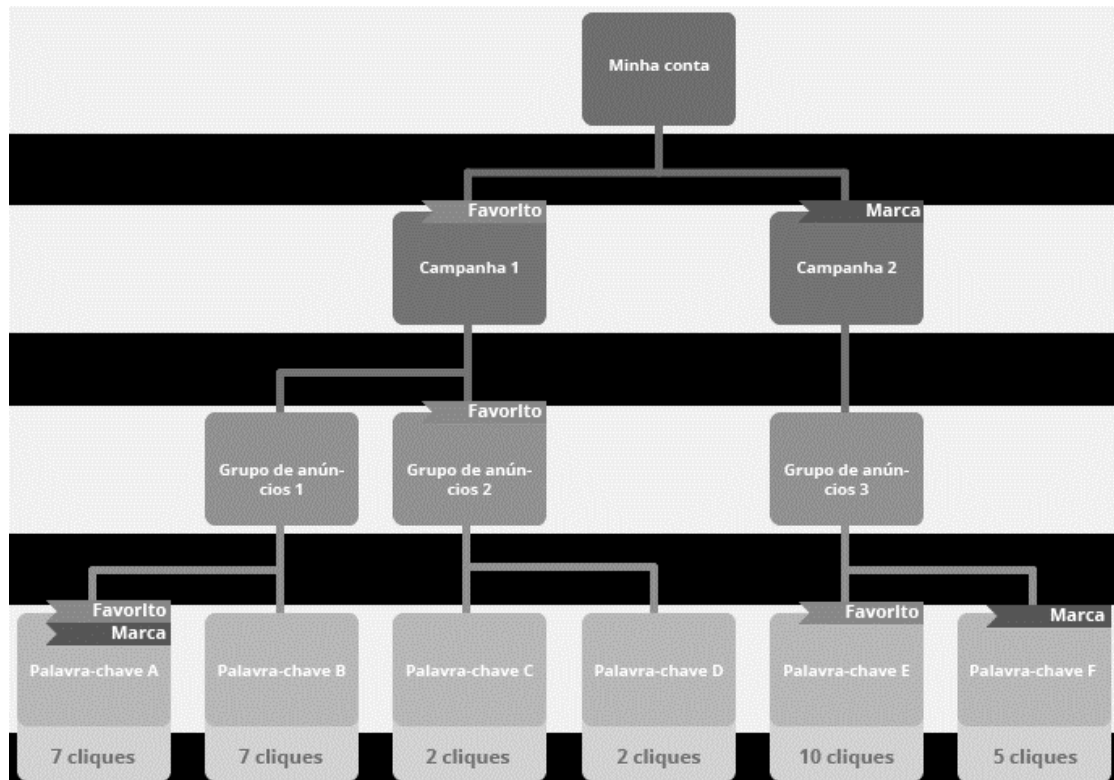 Minha conta
Favorito
Marca
Campanha 1
Campanha 2
Favorito
Grupo de anún-
cios 1
Grupo de anún-
cios 2
Grupo de anún-
cios 3
Favorito
Marca
Favorito
Marca
Palavra-chave A
Palavra-chave B
Palavra-chave C
Palavra-chave D
Palavra-chave E
Palavra-chave F
7 cliques
7 cliques
2 cliques
2 cliques
10 cliques
5 cliques